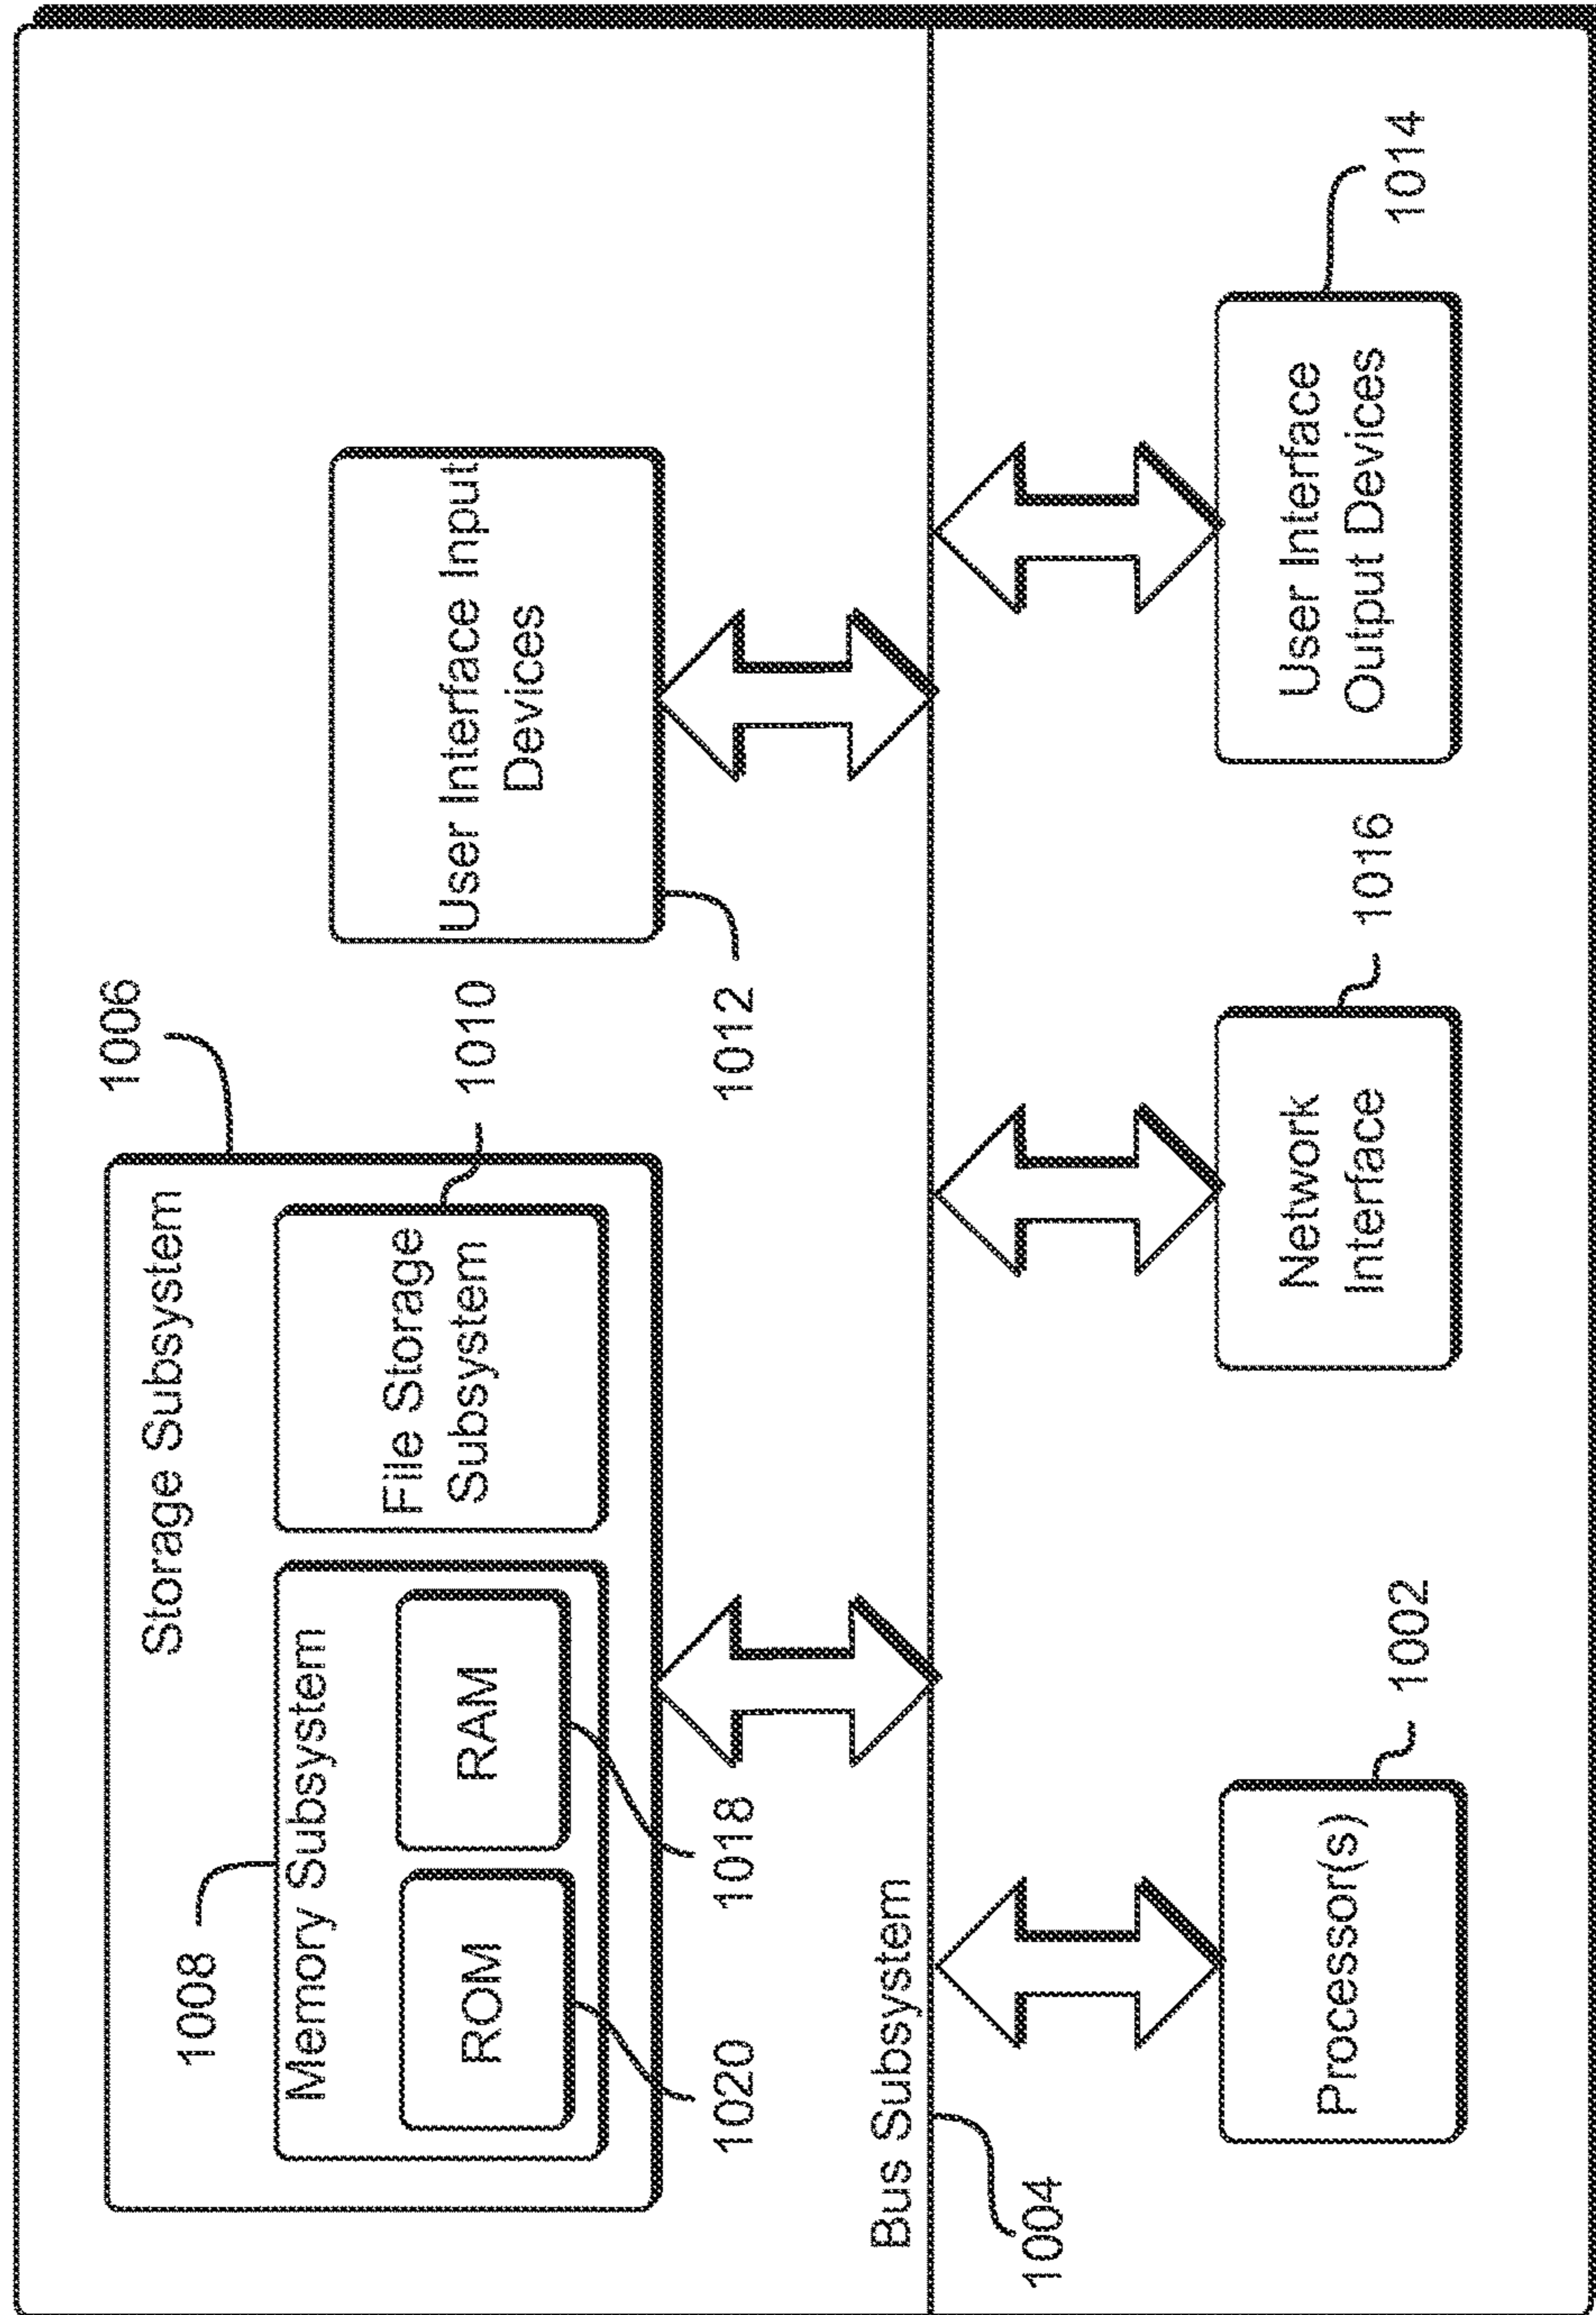 1006
Storage Subsystem
1008
Memory Subsystem
ROM
RAM
File Storage
Subsystem
1010
User Interface Input
Devices
1020
1018
1012
Bus Subsystem
1004
Processor(s)
1002
Network
Interface
1016
User Interface
Output Devices
1014